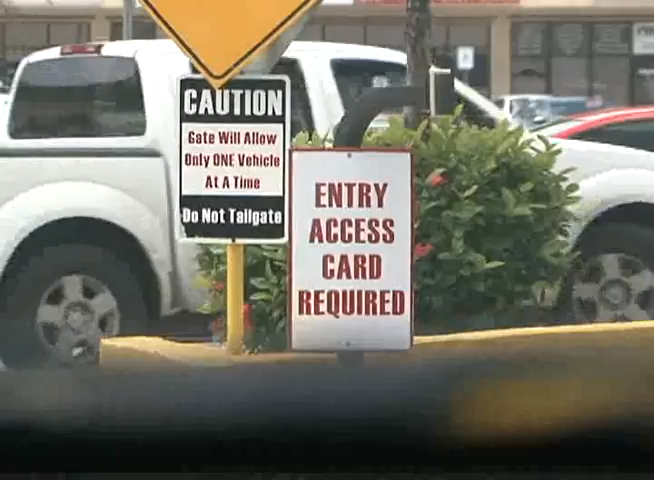 CAUTION
Gate Will Allow
Only ONE Vehicle
At A Time
Do Not Tailgate
ENTRY
ACCESS
CARD
REQUIRED